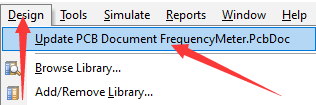 Design Tools Simulate Reports Window Help
Update PCB Document FrequencyMeter.PcbDoc
Browse Library...
Add/Remove Library...